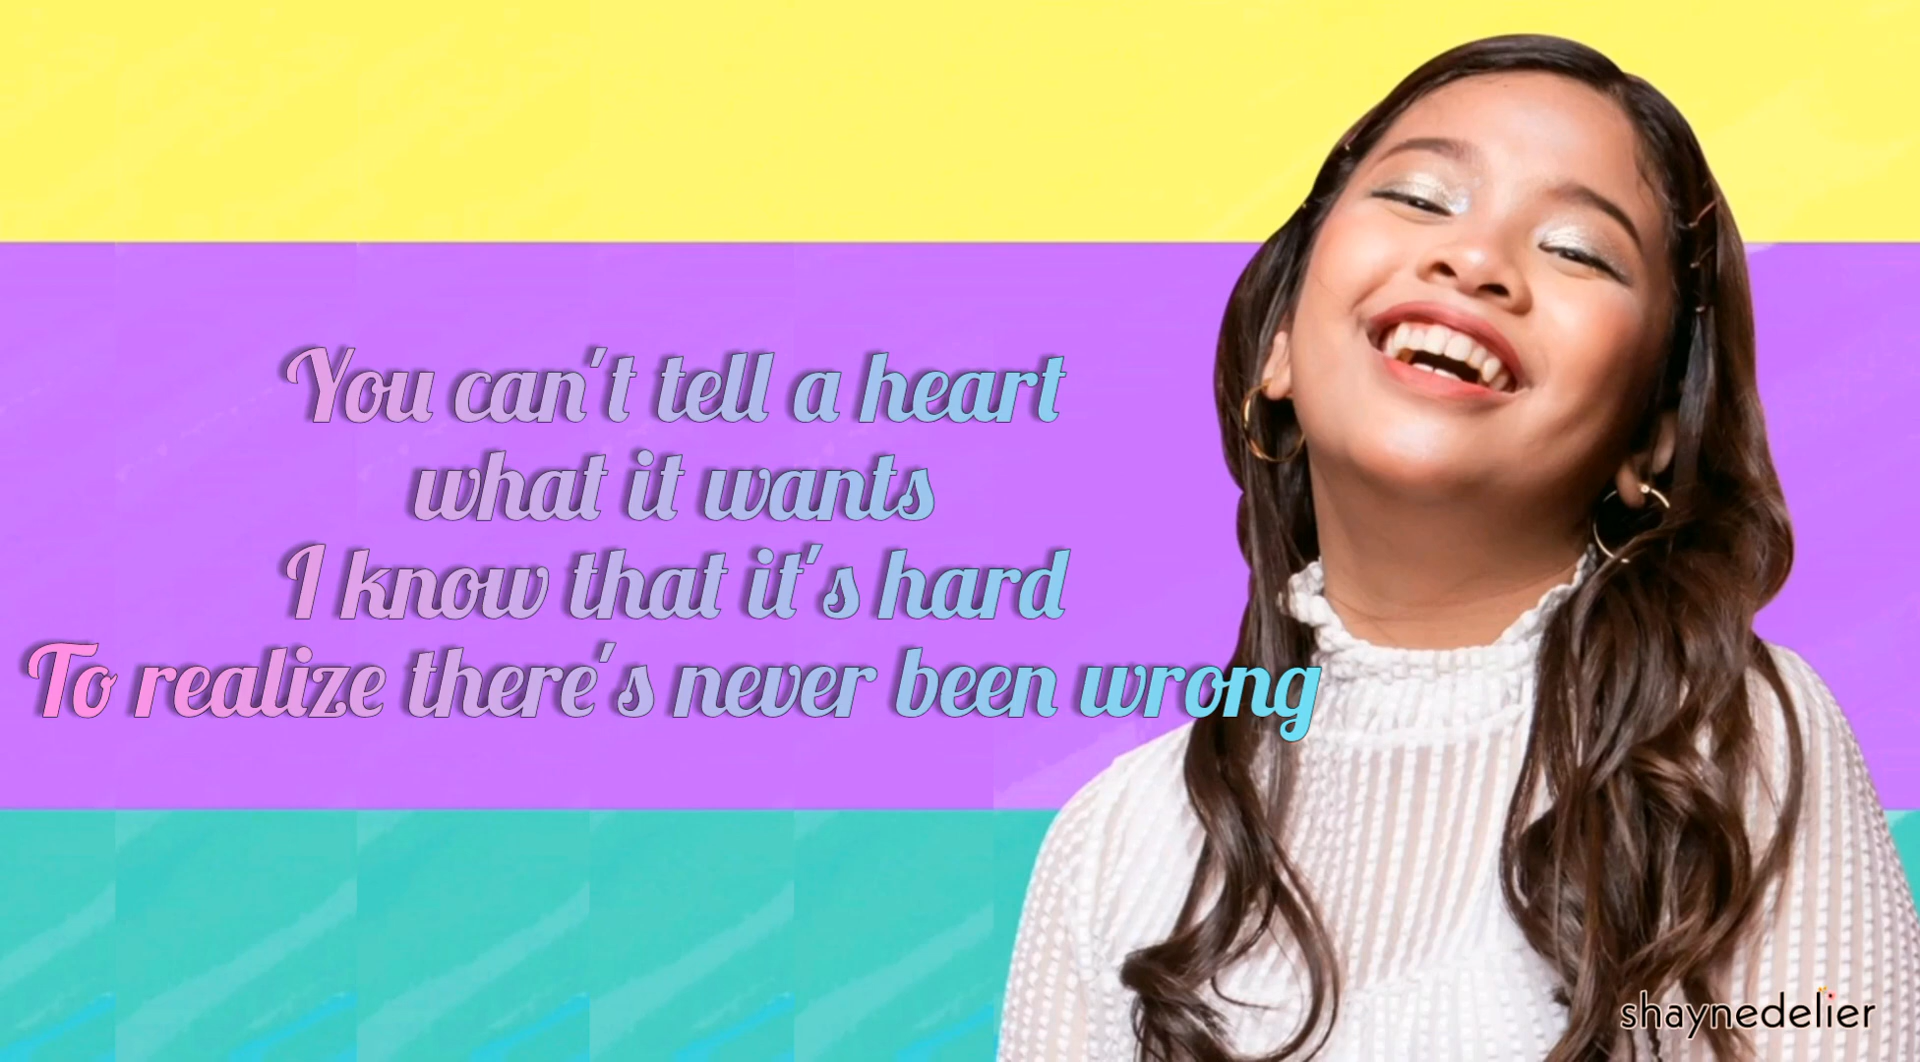 You can't tell a heart
what it wants
I know that it's hard
To realize there's never been wrong
shaynedelier